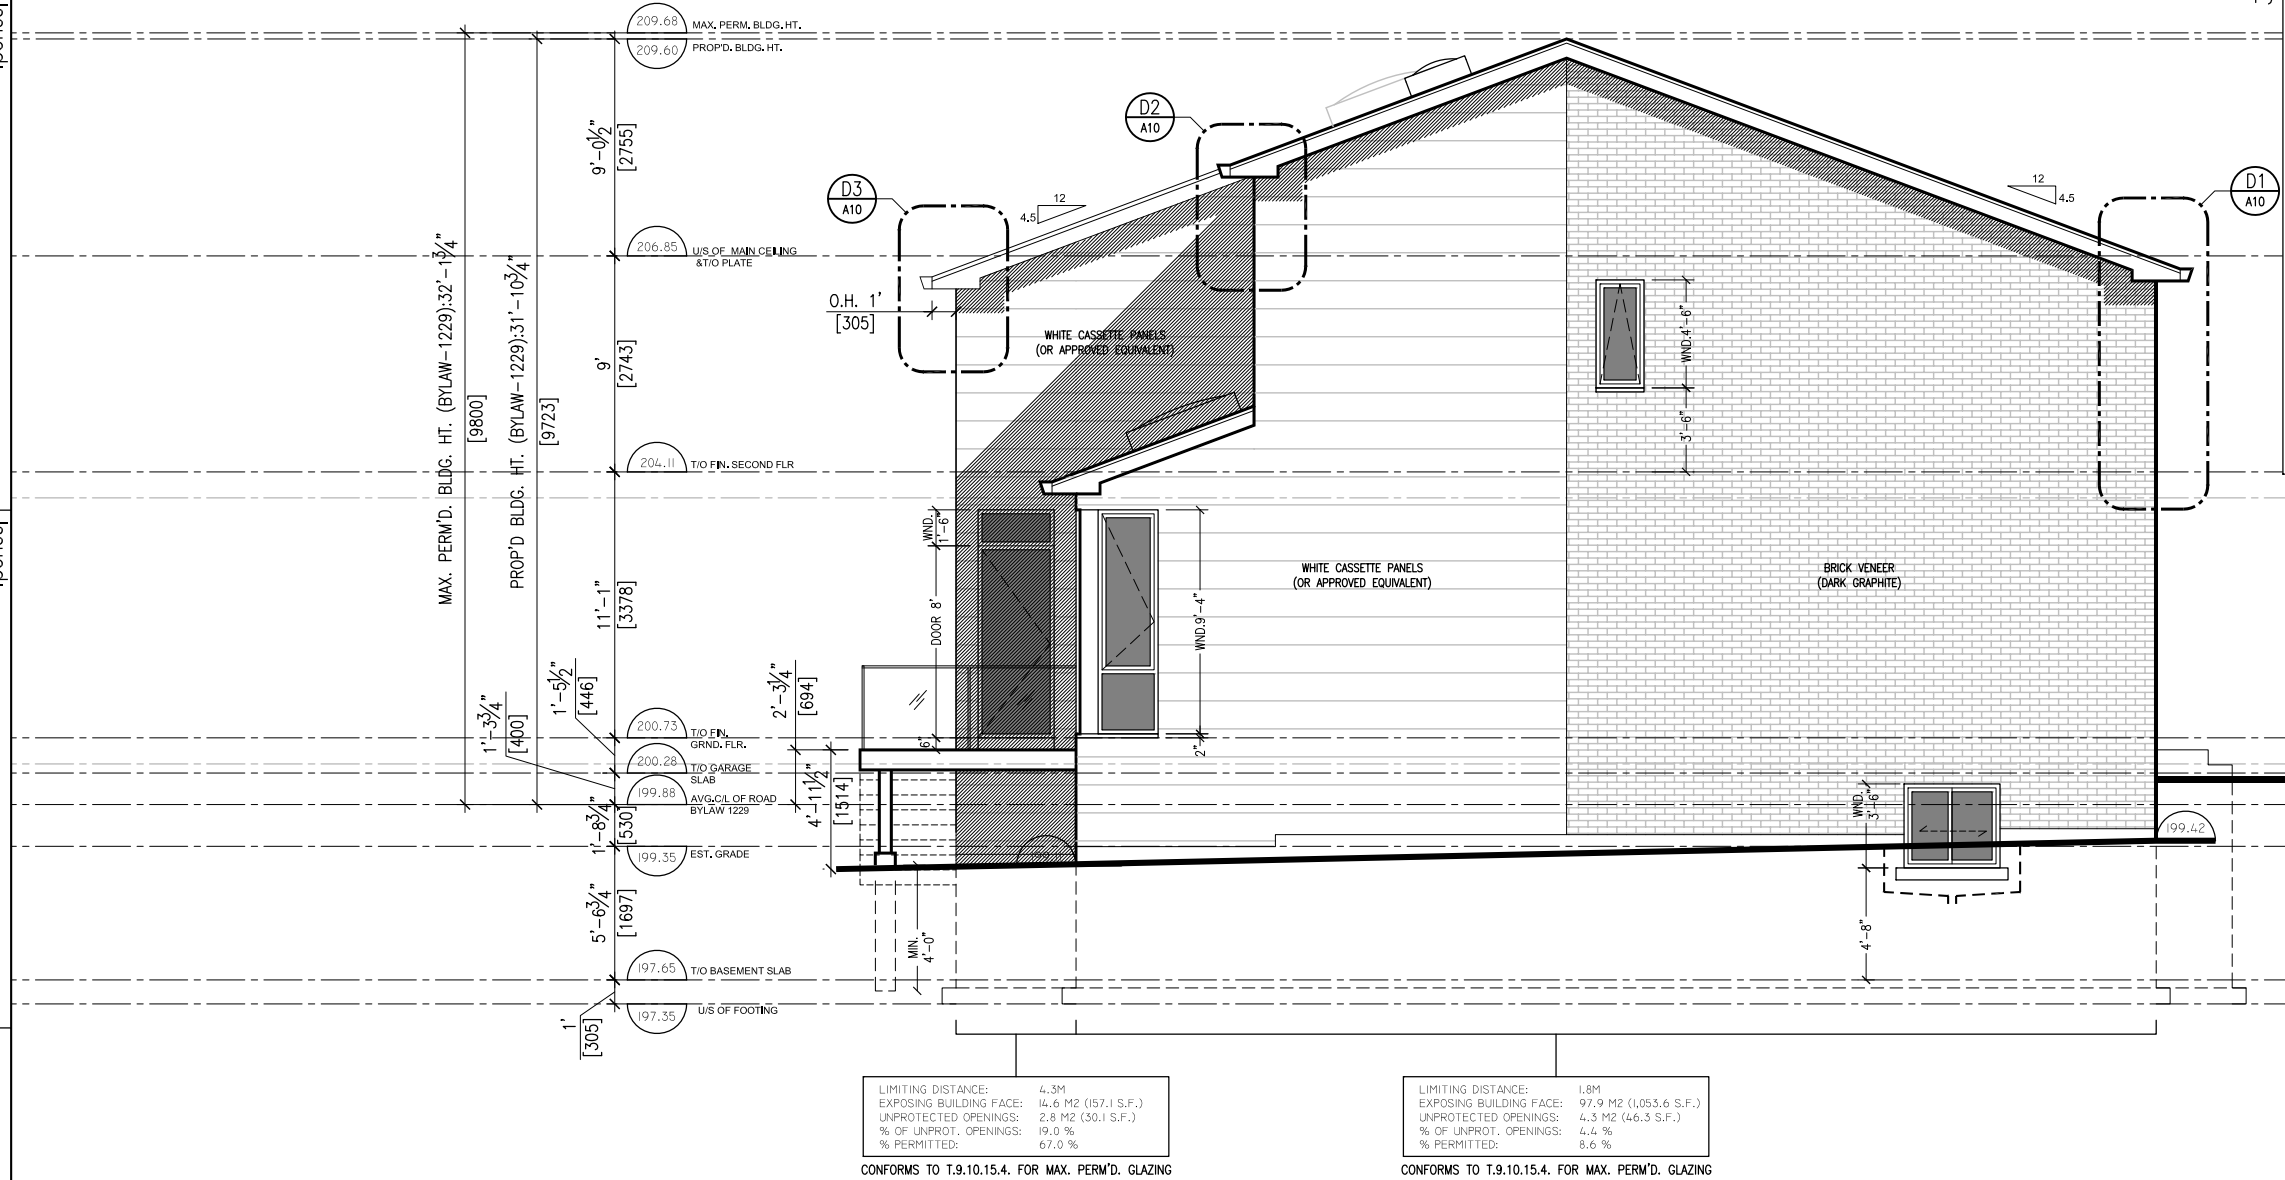 209.68 MAX. PERM. BLDG. HT.
209.60 PROP'D. BLDG. HT.
9'-0½"
[2755]
206.85 U/S OF MAIN CEILING
&T/O PLATE
9'
[2743]
204.11 T/O FIN. SECOND FLR
11'-1"
[3378]
MAX. PERM'D. BLDG. HT. (BYLAW-1229):32'-1¾"
[9800]
PROP'D BLDG. HT. (BYLAW-1229):31'-10¾"
[9723]
1'-5½"
[446]
1'-3¾"
[400]
200.73 T/O FIN.
GRND. FLR.
200.28 T/O GARAGE
SLAB
199.88 AVG.C/L OF ROAD
BYLAW 1229
1'-8¾"
[530]
199.35 EST. GRADE
5'-6¾"
[1697]
197.65 T/O BASEMENT SLAB
197.35 U/S OF FOOTING
1'
[305]
2'-3¼"
[694]
4'-11½"
[1514]
D3
A10
D2
A10
D1
A10
12
4.5
12
4.5
O.H. 1'
[305]
WHITE CASSETTE PANELS
(OR APPROVED EQUIVALENT)
WND.4'-6"
3'-6"
WND.
1'-6"
DOOR 8'
6"
WND.9'-4"
2"
WHITE CASSETTE PANELS
(OR APPROVED EQUIVALENT)
BRICK VENEER
(DARK GRAPHITE)
WND.
3'-6"
4'-8"
199.42
MIN.
4'-0"
LIMITING DISTANCE: 4.3M
EXPOSING BUILDING FACE: 14.6 M2 (157.1 S.F.)
UNPROTECTED OPENINGS: 2.8 M2 (30.1 S.F.)
% OF UNPROT. OPENINGS: 19.0 %
% PERMITTED: 67.0 %
CONFORMS TO T.9.10.15.4. FOR MAX. PERM'D. GLAZING
LIMITING DISTANCE: 1.8M
EXPOSING BUILDING FACE: 97.9 M2 (1,053.6 S.F.)
UNPROTECTED OPENINGS: 4.3 M2 (46.3 S.F.)
% OF UNPROT. OPENINGS: 4.4 %
% PERMITTED: 8.6 %
CONFORMS TO T.9.10.15.4. FOR MAX. PERM'D. GLAZING